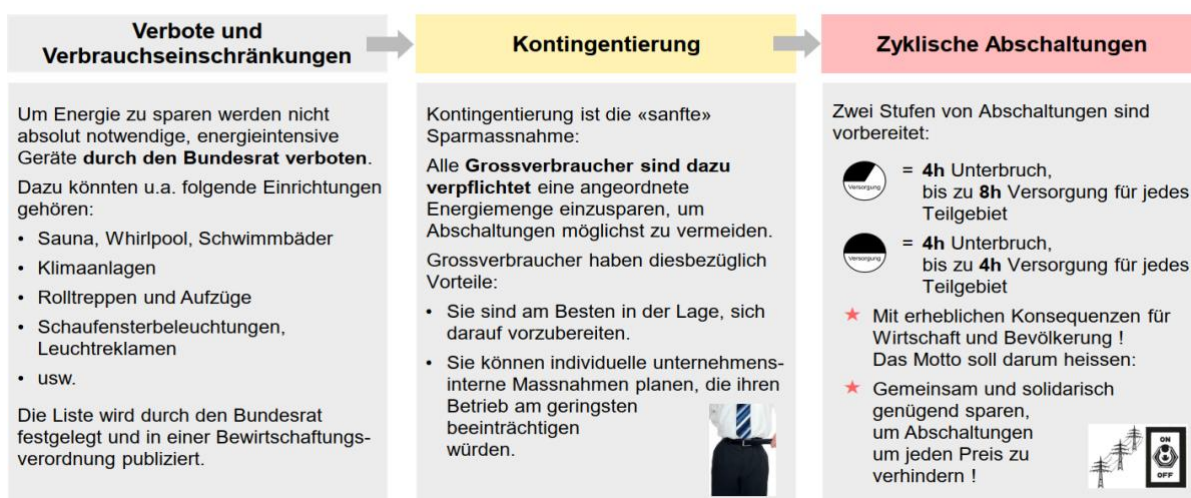 Verbote und
Verbrauchseinschränkungen
Um Energie zu sparen werden nicht
absolut notwendige, energieintensive
Geräte durch den Bundesrat verboten.
Dazu könnten u.a. folgende Einrichtungen
gehören:
• Sauna, Whirlpool, Schwimmbäder
• Klimaanlagen
• Rolltreppen und Aufzüge
• Schaufensterbeleuchtungen,
Leuchtreklamen
• usw.
Die Liste wird durch den Bundesrat
festgelegt und in einer Bewirtschaftungs-
verordnung publiziert.
Kontingentierung
Kontingentierung ist die «sanfte»
Sparmassnahme:
Alle Grossverbraucher sind dazu
verpflichtet eine angeordnete
Energiemenge einzusparen, um
Abschaltungen möglichst zu vermeiden.
Grossverbraucher haben diesbezüglich
Vorteile:
• Sie sind am Besten in der Lage, sich
darauf vorzubereiten.
• Sie können individuelle unternehmens-
interne Massnahmen planen, die ihren
Betrieb am geringsten
beeinträchtigen
würden.
Zyklische Abschaltungen
Zwei Stufen von Abschaltungen sind
vorbereitet:
Versorgung
= 4h Unterbruch,
bis zu 8h Versorgung für jedes
Teilgebiet
Versorgung
= 4h Unterbruch,
bis zu 4h Versorgung für jedes
Teilgebiet
★ Mit erheblichen Konsequenzen für
Wirtschaft und Bevölkerung !
Das Motto soll darum heissen:
★ Gemeinsam und solidarisch
genügend sparen,
um Abschaltungen
um jeden Preis zu
verhindern !
ON
OFF